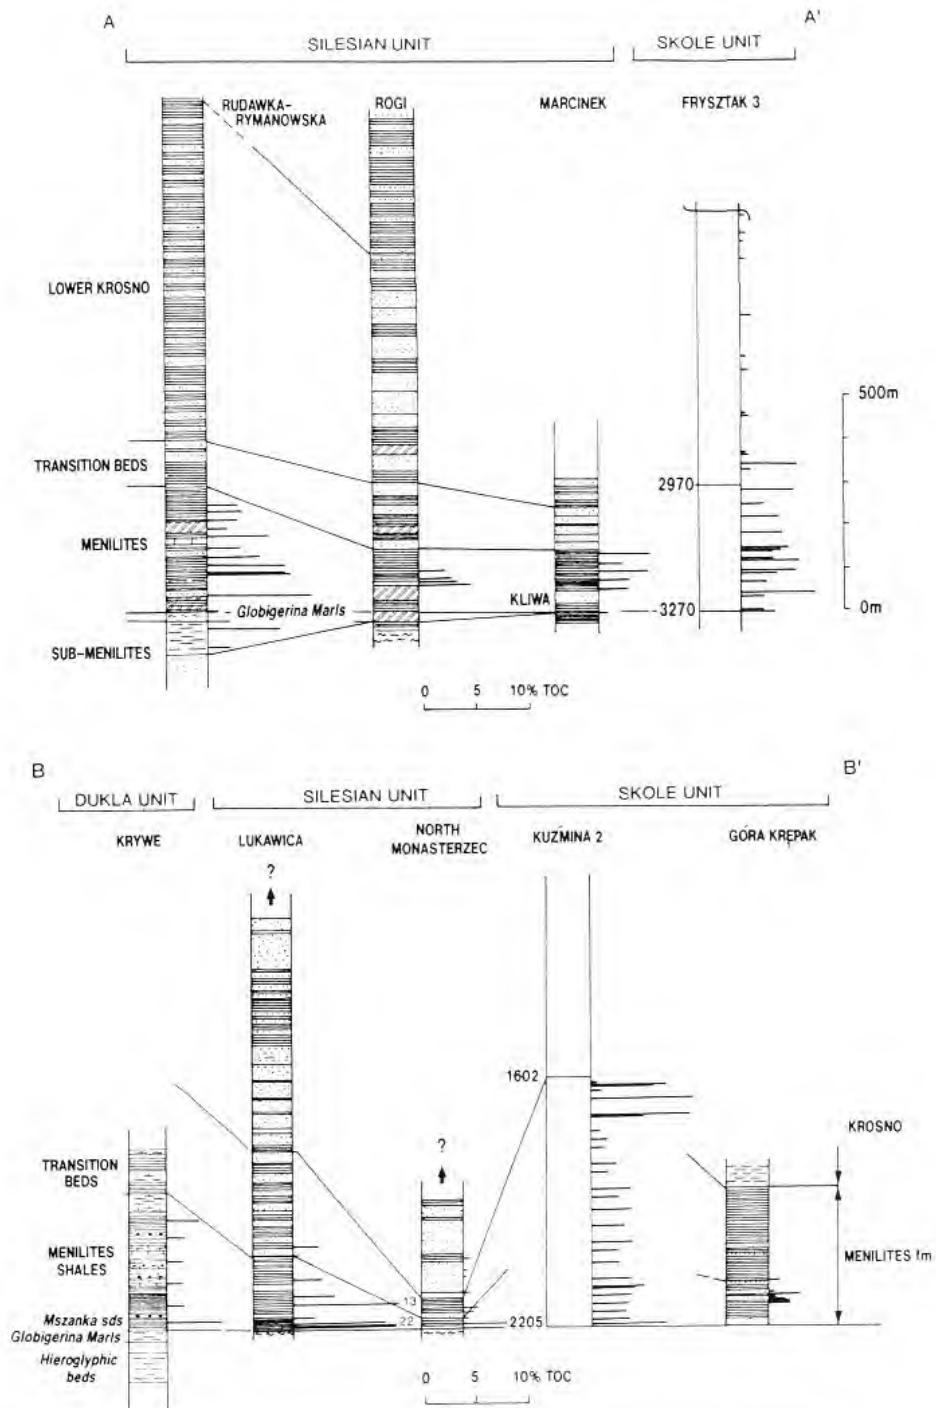 A
A'
SILESIAN UNIT
SKOLE UNIT
RUDAWKA-
RYMANOWSKA
ROGI
MARCINEK
FRYSZTAK 3
LOWER KROSNO
500m
TRANSITION BEDS
2970
MENILITES
KLIWA
Globigerina Marls
3270
0m
SUB-MENILITES
0 5 10% TOC
B
B'
DUKLA UNIT
SILESIAN UNIT
SKOLE UNIT
KRYWE
LUKAWICA
NORTH
MONASTERZEC
KUŹMINA 2
GÓRA KRĘPAK
?
1602
KROSNO
?
TRANSITION
BEDS
MENILITES
SHALES
MENILITES fm
13
Mszanka sds
22
2205
Globigerina Marls
Hieroglyphic
beds
0 5 10% TOC